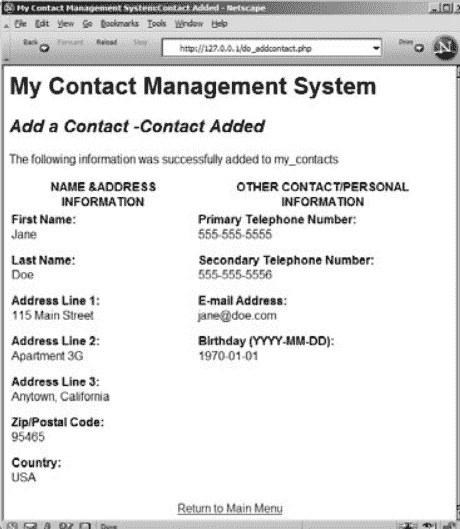 My Contact Management System:Contact Added - Netscape
File Edit View Go Bookmarks Tools Window Help
Back Forward Reload Stop http://127.0.0.1/do_addcontact.php Print N
My Contact Management System
Add a Contact -Contact Added
The following information was successfully added to my_contacts
NAME &ADDRESS
INFORMATION
First Name:
Jane
Last Name:
Doe
Address Line 1:
115 Main Street
Address Line 2:
Apartment 3G
Address Line 3:
Anytown, California
Zip/Postal Code:
95465
Country:
USA
OTHER CONTACT/PERSONAL
INFORMATION
Primary Telephone Number:
555-555-5555
Secondary Telephone Number:
555-555-5556
E-mail Address:
jane@doe.com
Birthday (YYYY-MM-DD):
1970-01-01
Return to Main Menu
Done